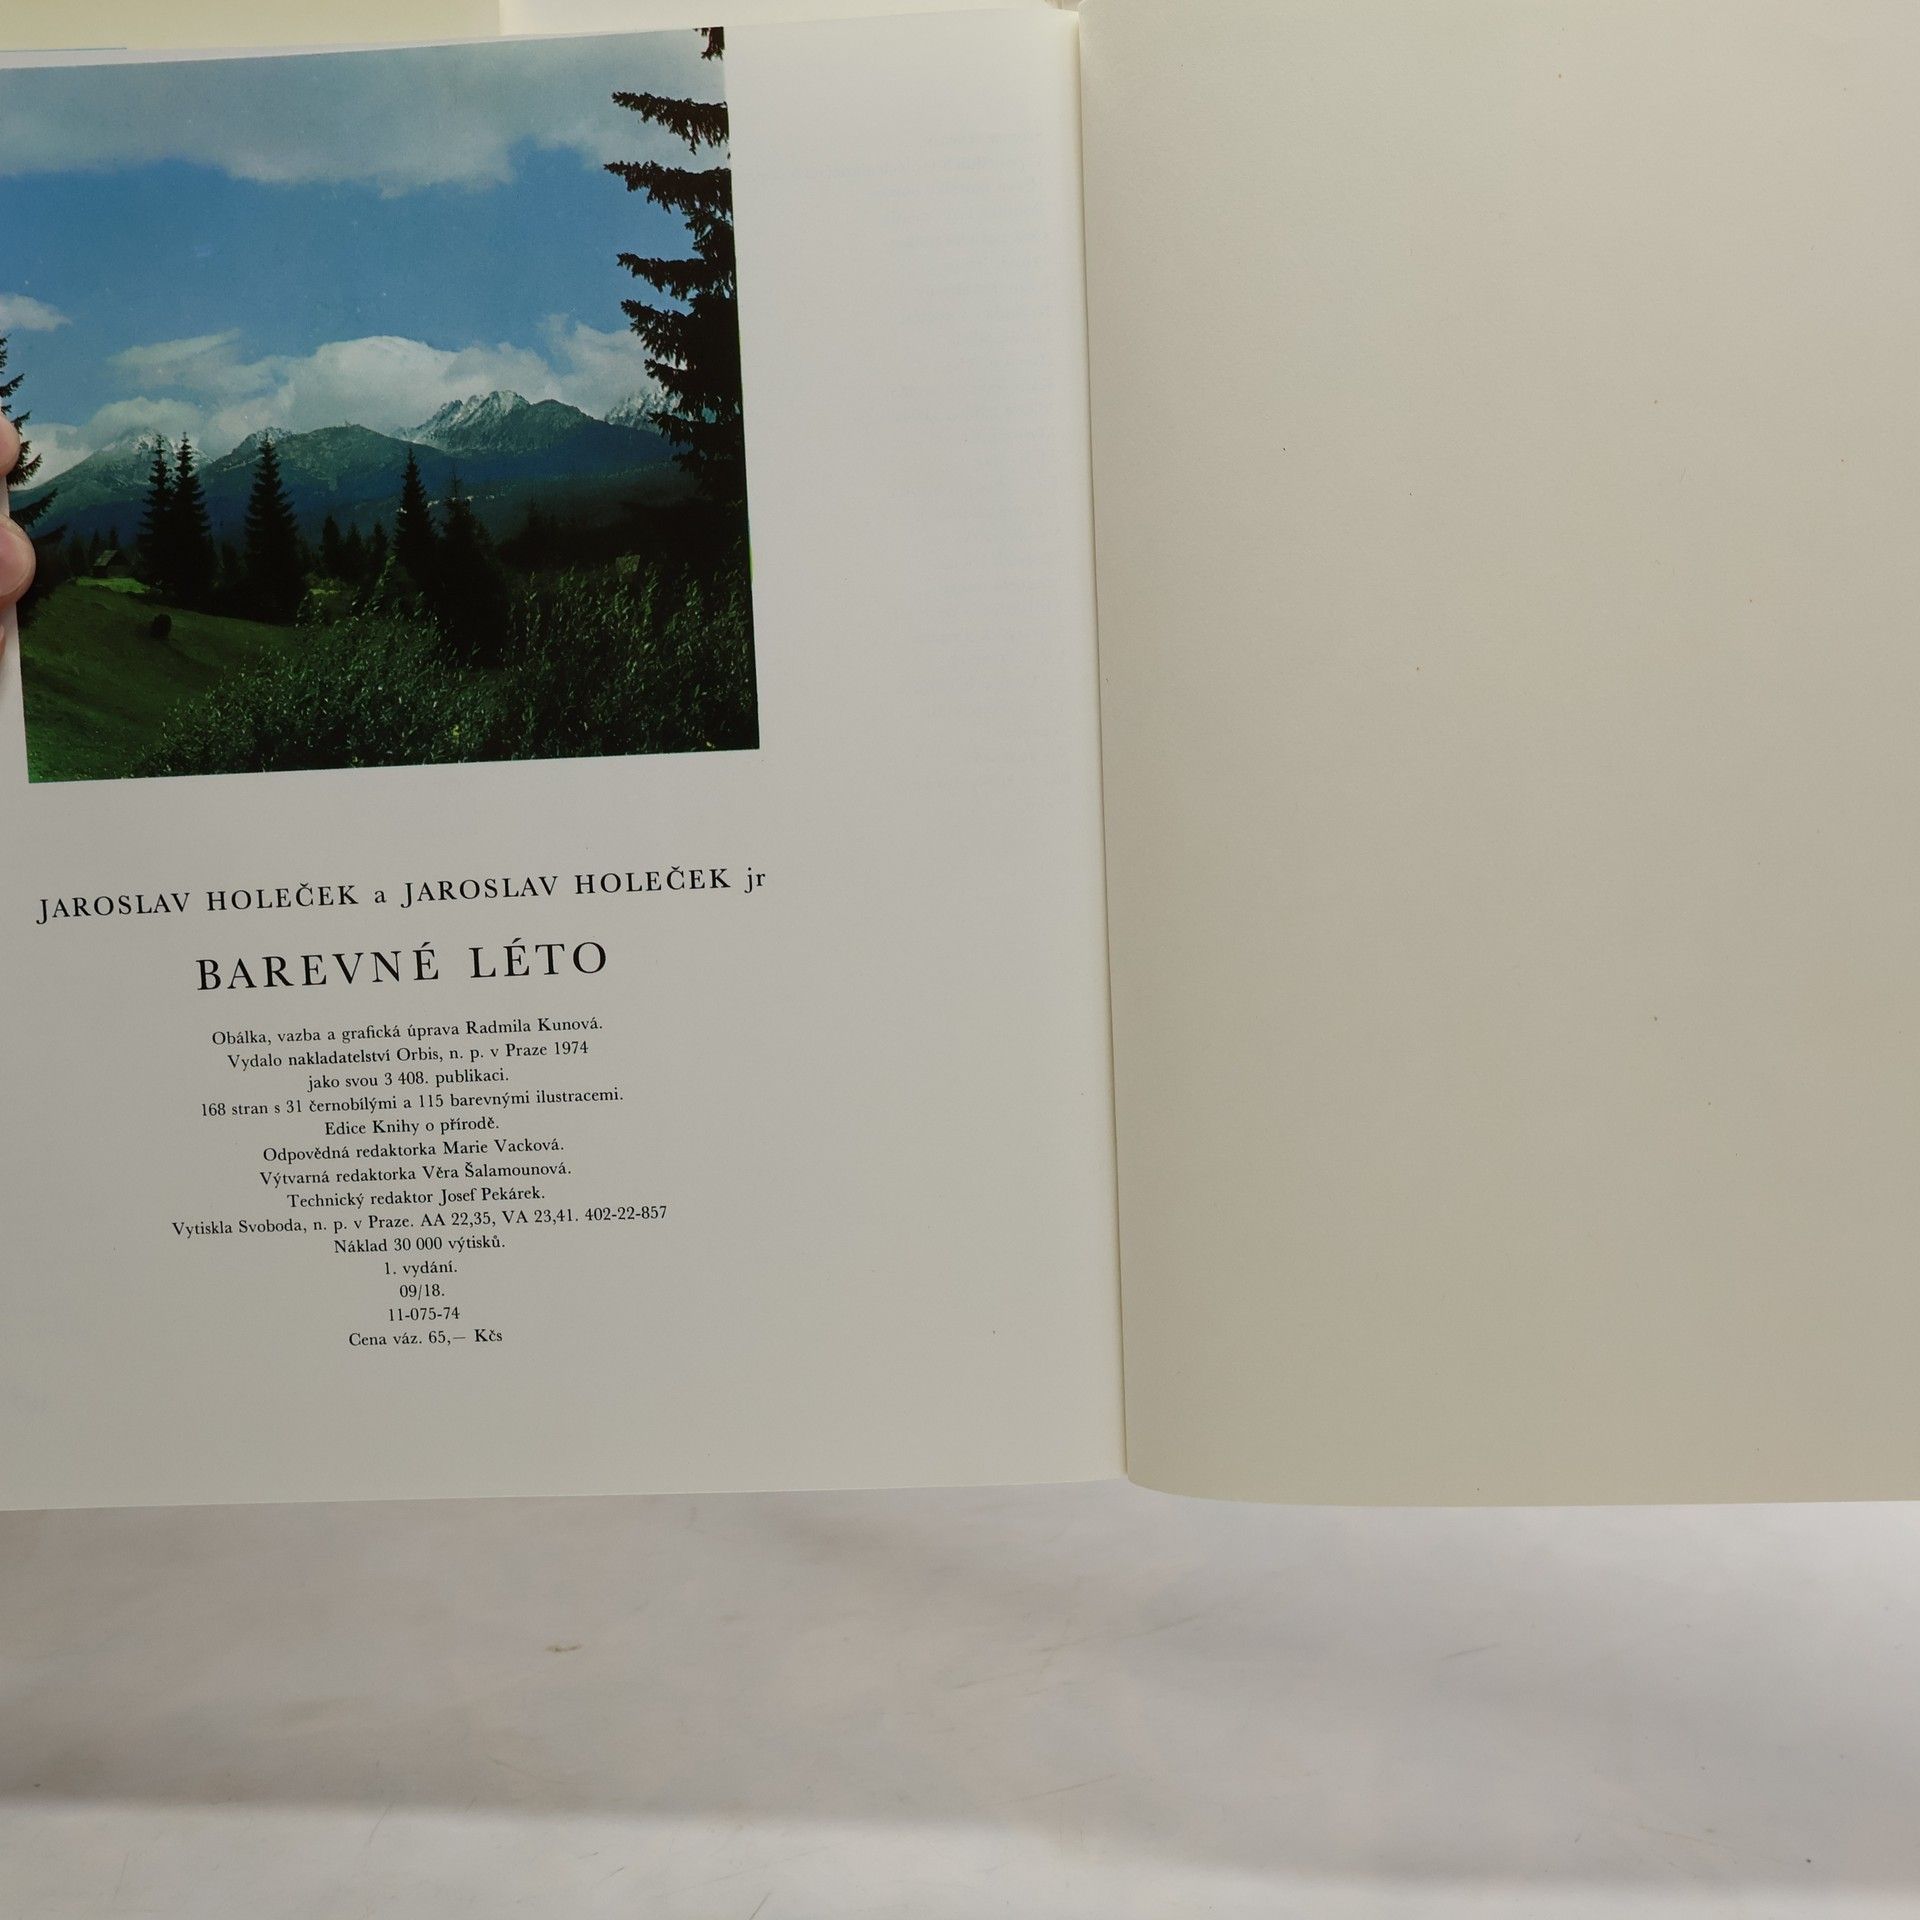 JAROSLAV HOLEČEK a JAROSLAV HOLEČEK jr
BAREVNÉ LÉTO
Obálka, vazba a grafická úprava Radmila Kunová.
Vydalo nakladatelství Orbis, n. p. v Praze 1974
jako svou 3 408. publikaci.
168 stran s 31 černobílými a 115 barevnými ilustracemi.
Edice Knihy o přírodě.
Odpovědná redaktorka Marie Vacková.
Výtvarná redaktorka Věra Šalamounová.
Technický redaktor Josef Pekárek.
Vytiskla Svoboda, n. p. v Praze. AA 22,35, VA 23,41. 402-22-857
Náklad 30 000 výtisků.
1. vydání.
09/18.
11-075-74
Cena váz. 65,— Kčs